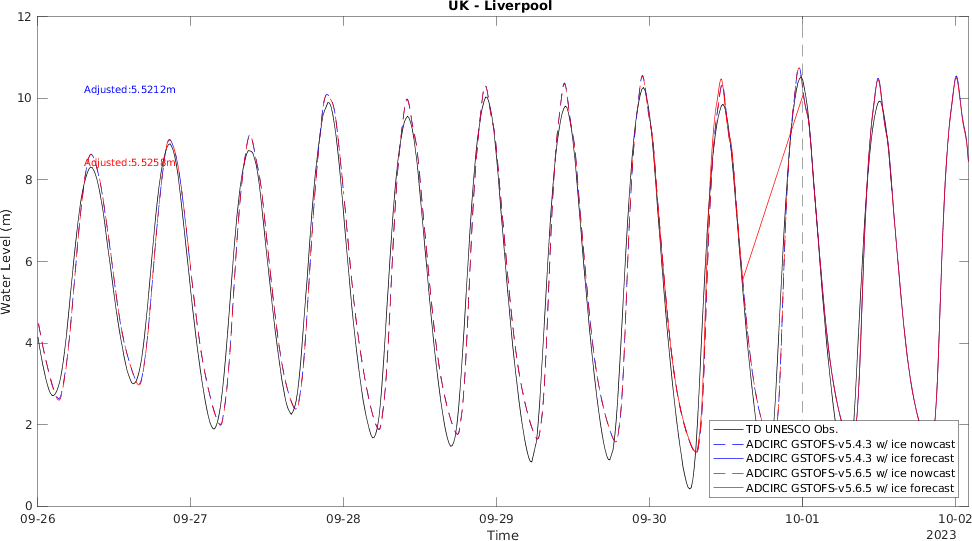 UK - Liverpool
12
10
8
6
4
2
0
Water Level (m)
Adjusted:5.5212m
Adjusted:5.5258m
TD UNESCO Obs.
ADCIRC GSTOFS-v5.4.3 w/ ice nowcast
ADCIRC GSTOFS-v5.4.3 w/ ice forecast
ADCIRC GSTOFS-v5.6.5 w/ ice nowcast
ADCIRC GSTOFS-v5.6.5 w/ ice forecast
09-26 09-27 09-28 09-29 09-30 10-01 10-02
Time
2023